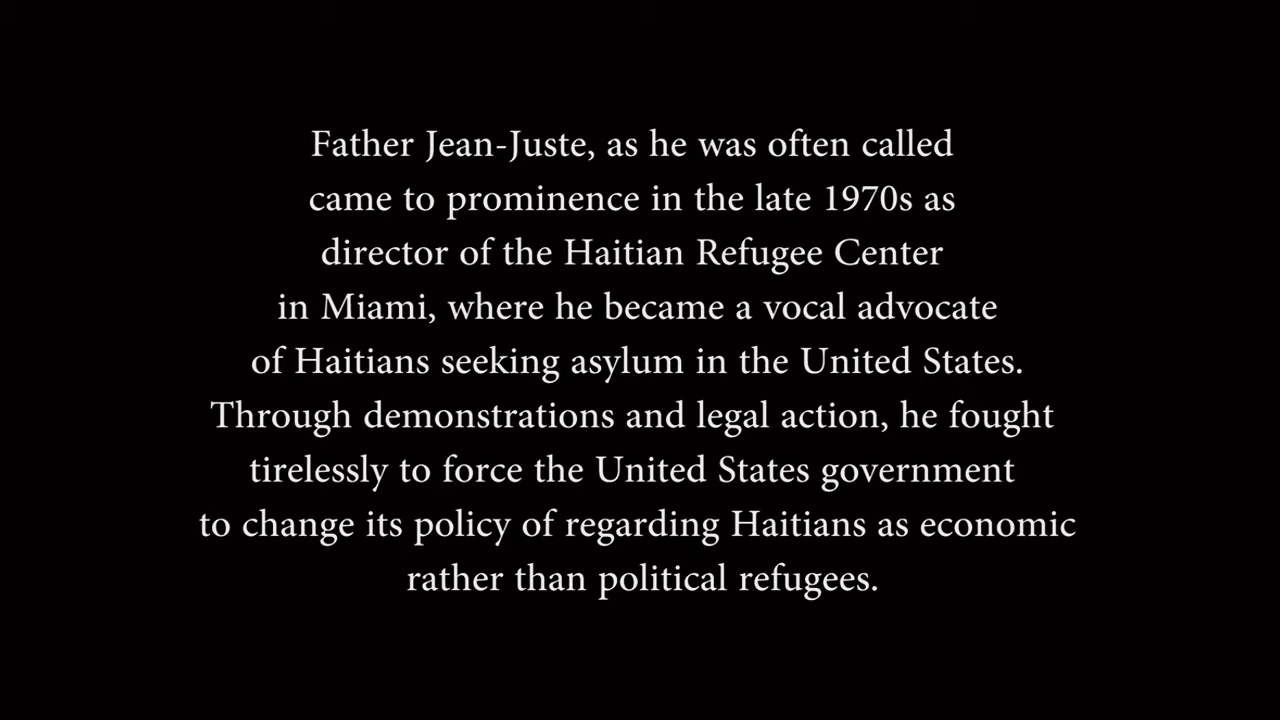 Father Jean-Juste, as he was often called
came to prominence in the late 1970s as
director of the Haitian Refugee Center
in Miami, where he became a vocal advocate
of Haitians seeking asylum in the United States.
Through demonstrations and legal action, he fought
tirelessly to force the United States government
to change its policy of regarding Haitians as economic
rather than political refugees.